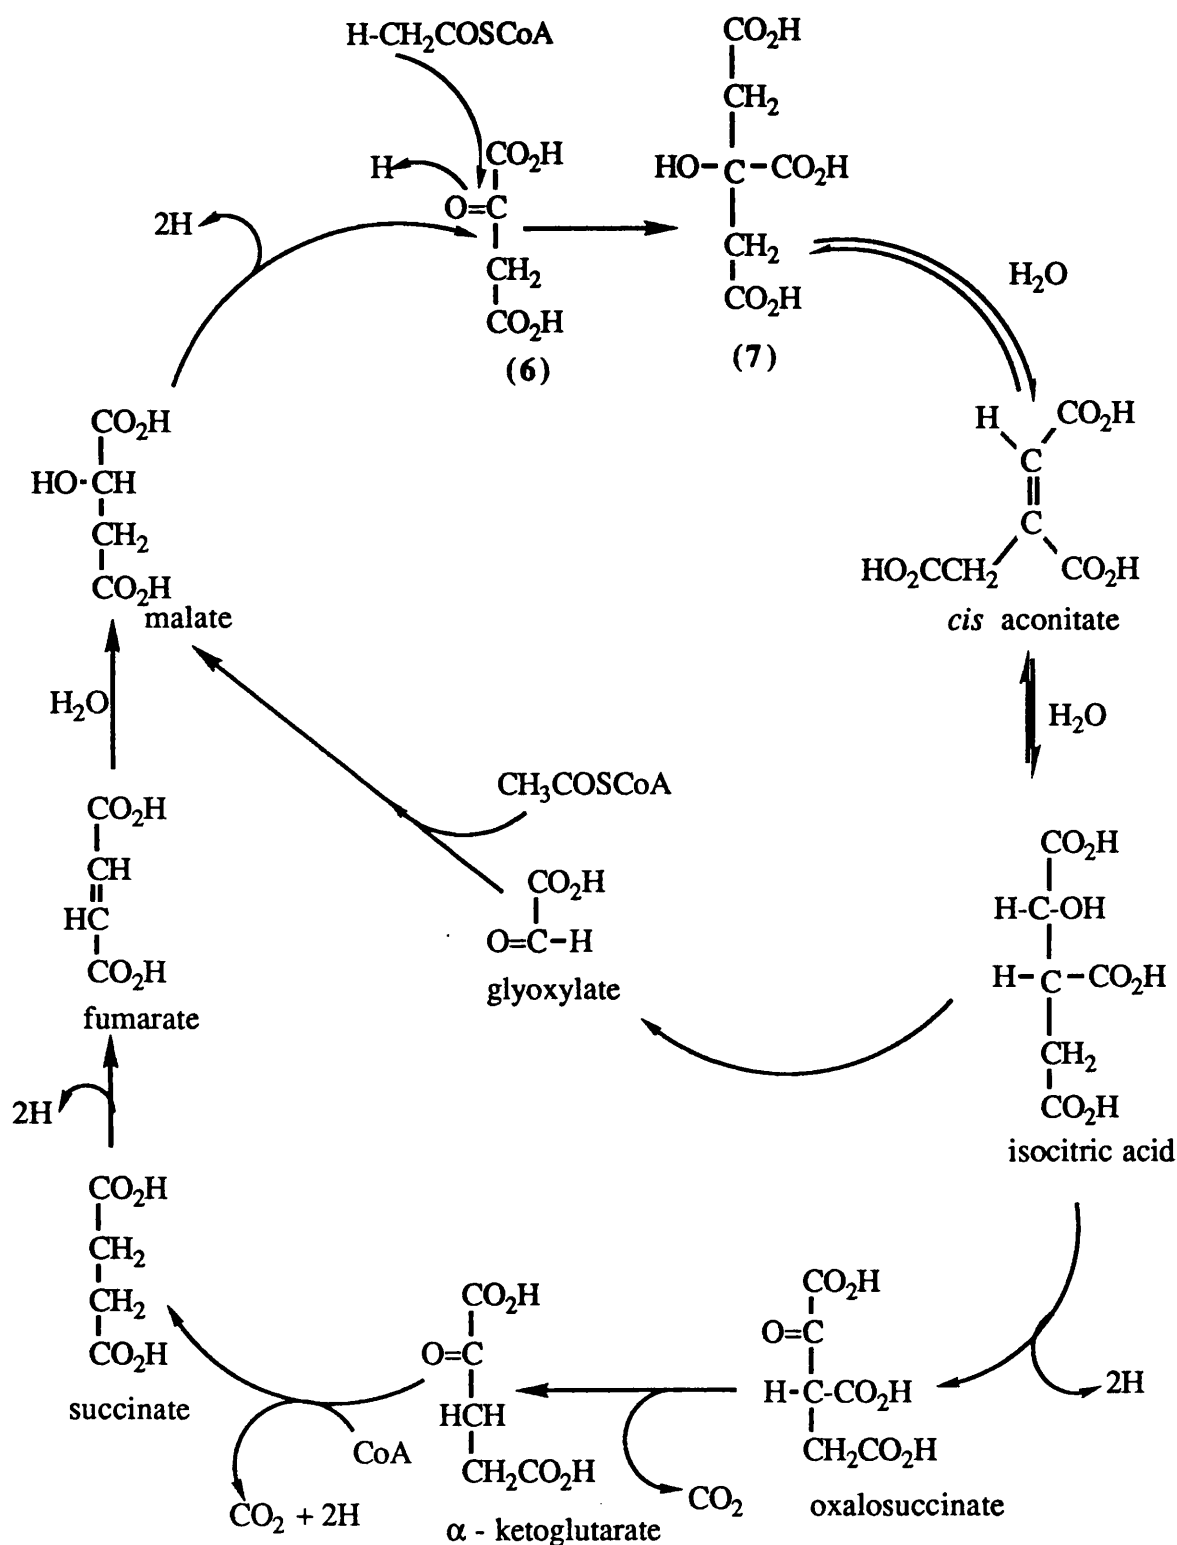 H-CH₂COSCoA
CO₂H
CH₂
HO-C-CO₂H
CH₂
CO₂H
(7)
H
CO₂H
O=C
CH₂
CO₂H
(6)
2H
H₂O
H CO₂H
C
||
C
HO₂CCH₂ CO₂H
cis aconitate
H₂O
CO₂H
H-C-OH
H-C-CO₂H
CH₂
CO₂H
isocitric acid
2H
CO₂H
O=C
H-C-CO₂H
CH₂CO₂H
oxalosuccinate
CO₂
CO₂H
O=C
HCH
CH₂CO₂H
α - ketoglutarate
CoA
CO₂ + 2H
CO₂H
CH₂
CH₂
CO₂H
succinate
2H
CO₂H
CH
||
HC
CO₂H
fumarate
H₂O
CO₂H
HO-CH
CH₂
CO₂H
malate
CH₃COSCoA
CO₂H
O=C-H
glyoxylate